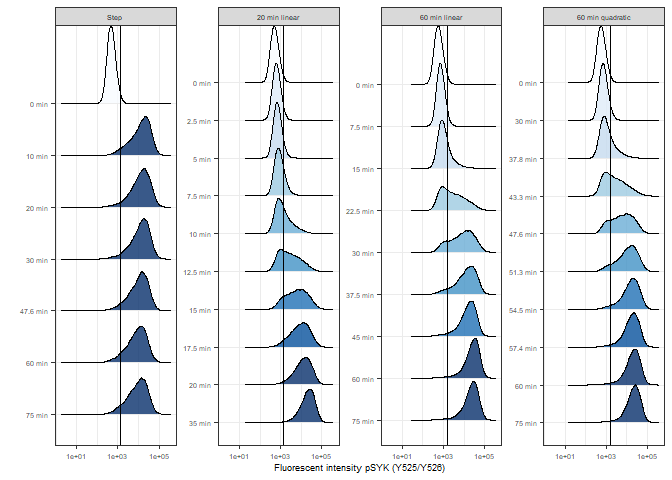 Step
0 min
10 min
20 min
30 min
47.6 min
60 min
75 min
1e+01 1e+03 1e+05
20 min linear
0 min
2.5 min
5 min
7.5 min
10 min
12.5 min
15 min
17.5 min
20 min
35 min
1e+01 1e+03 1e+05
60 min linear
0 min
7.5 min
15 min
22.5 min
30 min
37.5 min
45 min
60 min
75 min
1e+01 1e+03 1e+05
60 min quadratic
0 min
30 min
37.8 min
43.3 min
47.6 min
51.3 min
54.5 min
57.4 min
60 min
75 min
1e+01 1e+03 1e+05
Fluorescent intensity pSYK (Y525/Y526)